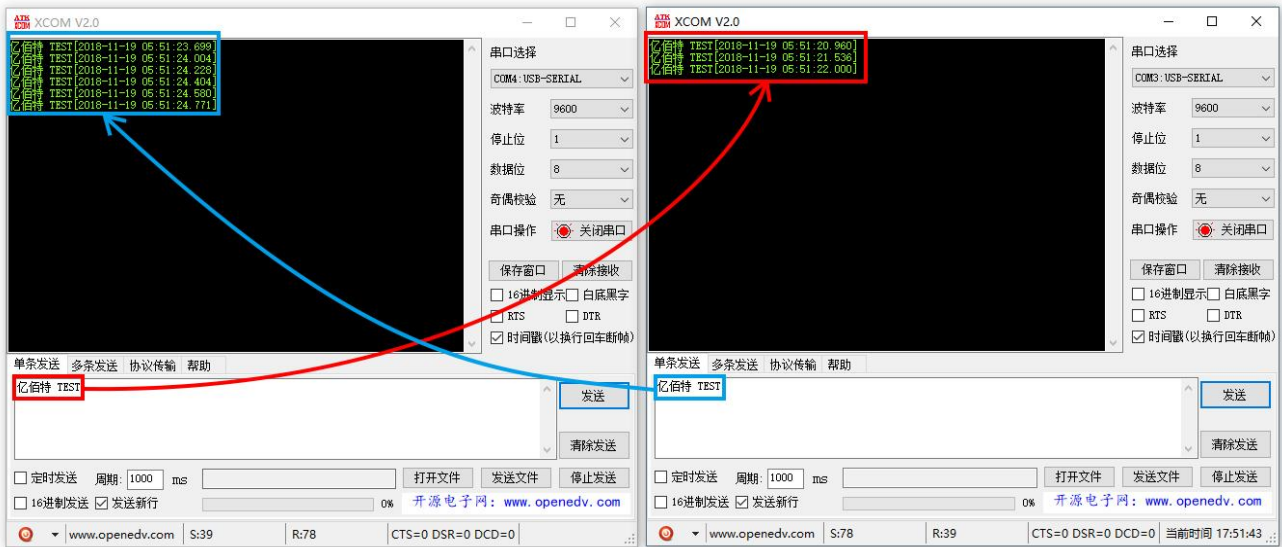 XCOM V2.0
亿佰特 TEST[2018-11-19 05:51:23.699]
亿佰特 TEST[2018-11-19 05:51:24.004]
亿佰特 TEST[2018-11-19 05:51:24.228]
亿佰特 TEST[2018-11-19 05:51:24.404]
亿佰特 TEST[2018-11-19 05:51:24.580]
亿佰特 TEST[2018-11-19 05:51:24.771]
串口选择
COM4:USB-SERIAL
波特率 9600
停止位 1
数据位 8
奇偶校验 无
串口操作 关闭串口
保存窗口 清除接收
16进制显示 白底黑字
RTS DTR
时间戳(以换行回车断帧)
单条发送 多条发送 协议传输 帮助
亿佰特 TEST
发送
清除发送
定时发送 周期: 1000 ms 打开文件 发送文件 停止发送
16进制发送 发送新行 0% 开源电子网: www.openedv.com
www.openedv.com S:39 R:78 CTS=0 DSR=0 DCD=0
XCOM V2.0
亿佰特 TEST[2018-11-19 05:51:20.960]
亿佰特 TEST[2018-11-19 05:51:21.536]
亿佰特 TEST[2018-11-19 05:51:22.000]
串口选择
COM3:USB-SERIAL
波特率 9600
停止位 1
数据位 8
奇偶校验 无
串口操作 关闭串口
保存窗口 清除接收
16进制显示 白底黑字
RTS DTR
时间戳(以换行回车断帧)
单条发送 多条发送 协议传输 帮助
亿佰特 TEST
发送
清除发送
定时发送 周期: 1000 ms 打开文件 发送文件 停止发送
16进制发送 发送新行 0% 开源电子网: www.openedv.com
www.openedv.com S:78 R:39 CTS=0 DSR=0 DCD=0 当前时间 17:51:43